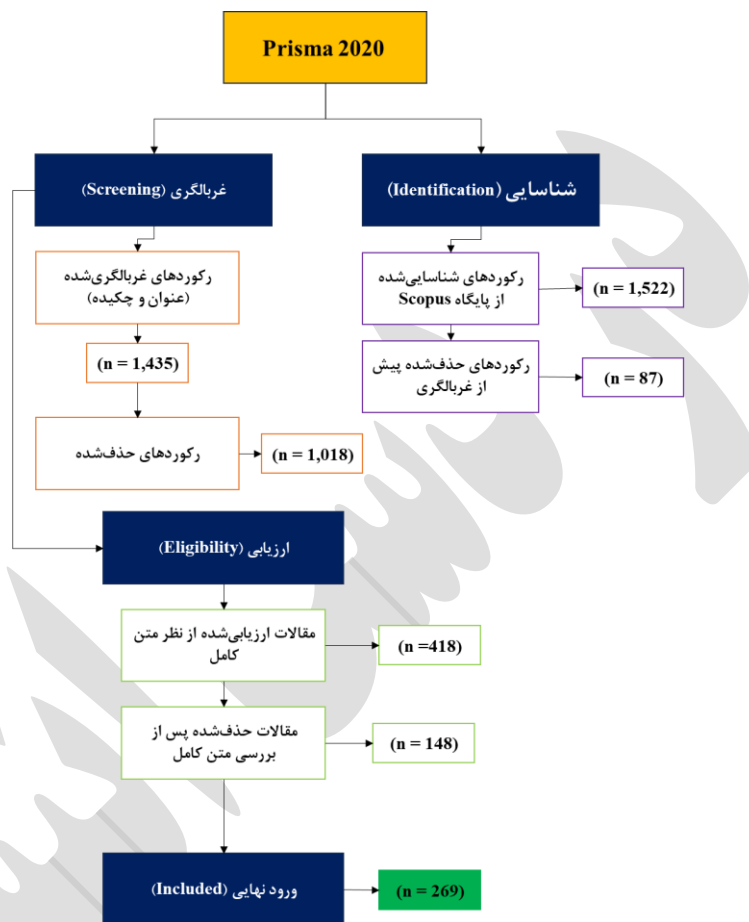 Prisma 2020
شناسایی (Identification)
رکوردهای شناسایی‌شده
از پایگاه Scopus
(n = 1,522)
رکوردهای حذف‌شده پیش
از غربالگری
(n = 87)
غربالگری (Screening)
رکوردهای غربالگری‌شده
(عنوان و چکیده)
(n = 1,435)
رکوردهای حذف‌شده
(n = 1,018)
ارزیابی (Eligibility)
مقالات ارزیابی‌شده از نظر متن
کامل
(n =418)
مقالات حذف‌شده پس از
بررسی متن کامل
(n = 148)
ورود نهایی (Included)
(n = 269)